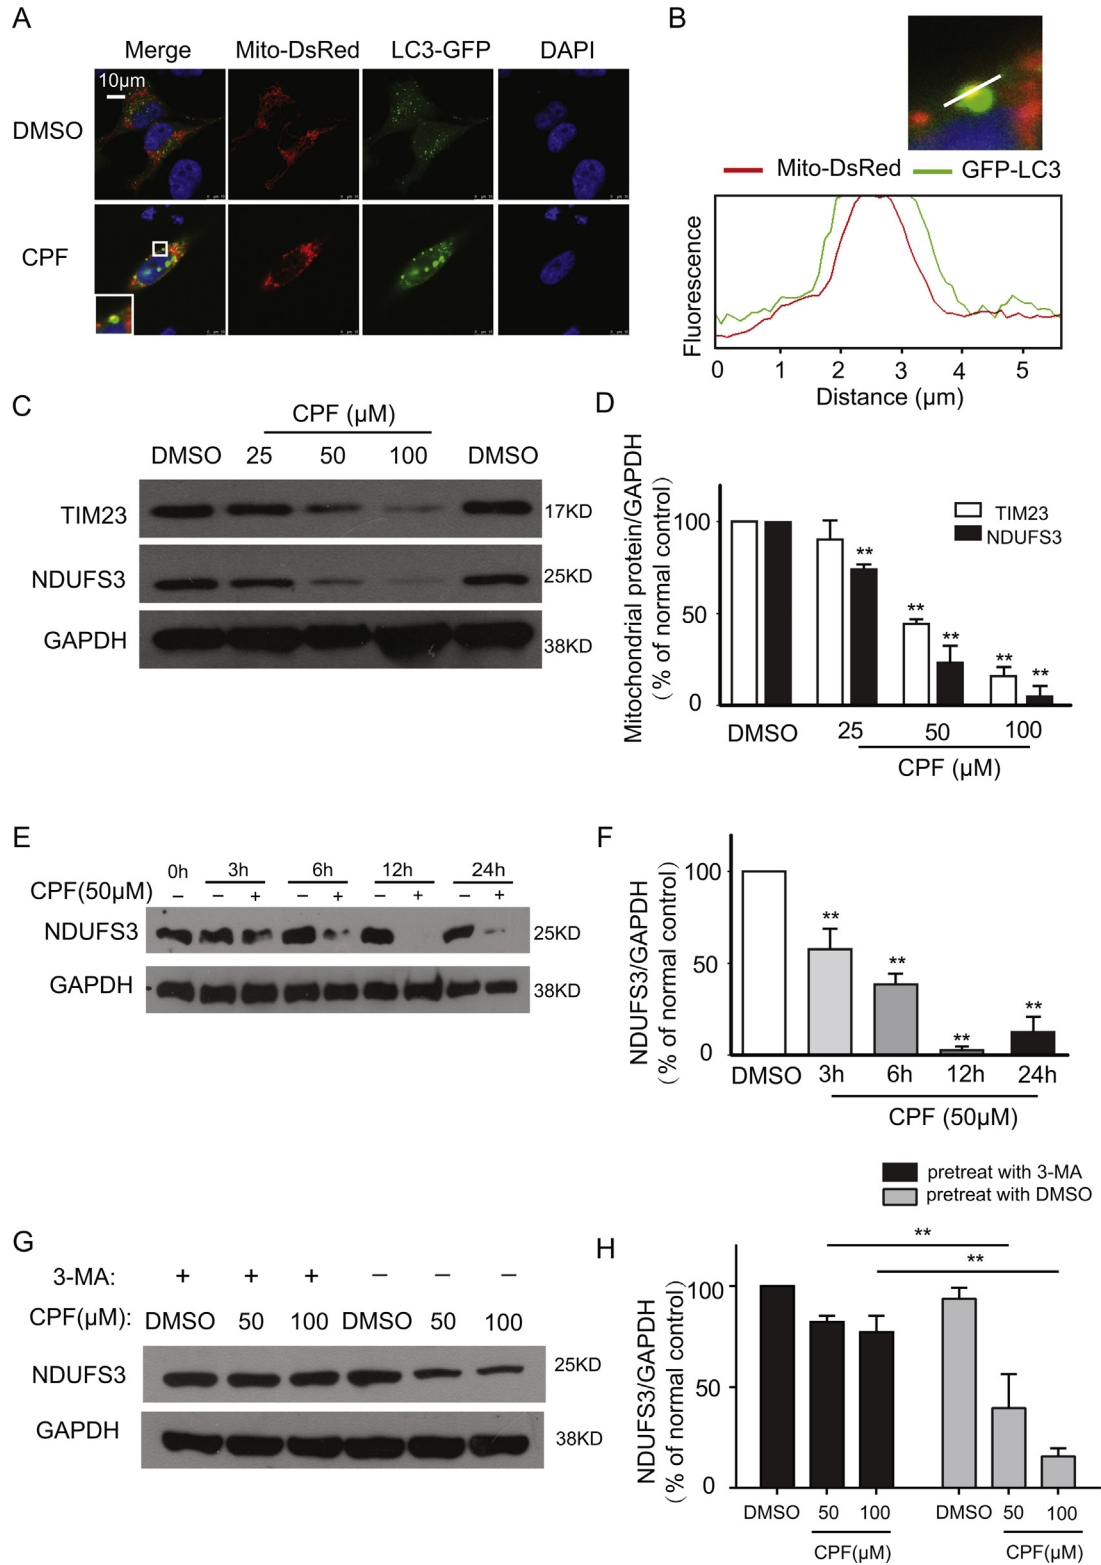 A
Merge Mito-DsRed LC3-GFP DAPI
10µm
DMSO
CPF
B
Mito-DsRed GFP-LC3
Fluorescence
0 1 2 3 4 5
Distance (µm)
C
CPF (µM)
DMSO 25 50 100 DMSO
TIM23 17KD
NDUFS3 25KD
GAPDH 38KD
D
Mitochondrial protein/GAPDH
( % of normal control)
TIM23
NDUFS3
100
50
0
** ** ** ** **
DMSO 25 50 100
CPF (µM)
E
0h 3h 6h 12h 24h
CPF(50µM) – – + – + – + – +
NDUFS3 25KD
GAPDH 38KD
F
NDUFS3/GAPDH
( % of normal control)
100
50
0
** ** ** **
DMSO 3h 6h 12h 24h
CPF (50µM)
G
3-MA: + + + – – –
CPF(µM): DMSO 50 100 DMSO 50 100
NDUFS3 25KD
GAPDH 38KD
pretreat with 3-MA
pretreat with DMSO
H
NDUFS3/GAPDH
( % of normal control)
**
**
100
50
0
DMSO 50 100 DMSO 50 100
CPF(µM) CPF(µM)